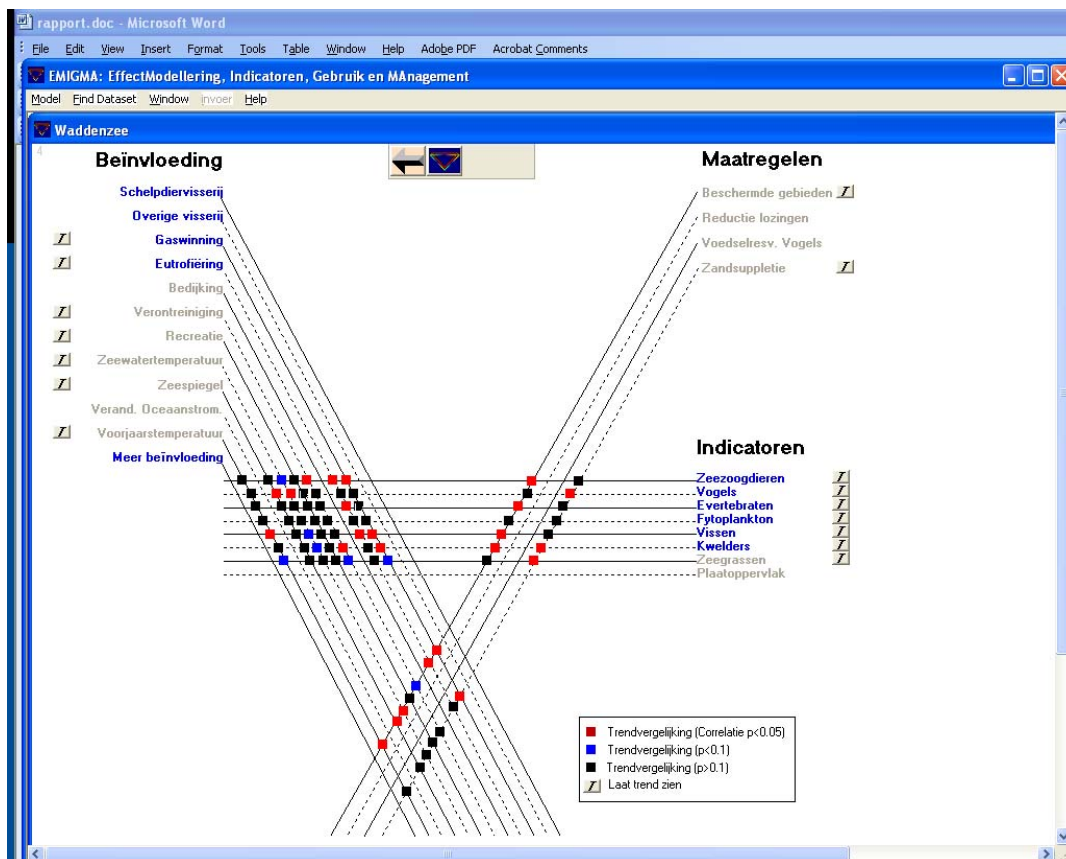 rapport.doc - Microsoft Word
File Edit View Insert Format Tools Table Window Help Adobe PDF Acrobat Comments
EMIGMA: EffectModellering, Indicatoren, Gebruik en MAnagement
Model Find Dataset Window invoer Help
Waddenzee
4
Beïnvloeding
Schelpdiervisserij
Overige visserij
T Gaswinning
T Eutrofiëring
Bedijking
T Verontreiniging
T Recreatie
T Zeewatertemperatuur
T Zeespiegel
Verand. Oceaanstrom.
T Voorjaarstemperatuur
Meer beïnvloeding
Maatregelen
Beschermde gebieden T
Reductie lozingen
Voedselresv. Vogels
Zandsuppletie T
Indicatoren
Zeezoogdieren T
Vogels T
Evertebraten T
Fytoplankton T
Vissen T
Kwelders T
Zeegrassen T
Plaatoppervlak
Trendvergelijking (Correlatie p<0.05)
Trendvergelijking (p<0.1)
Trendvergelijking (p>0.1)
T Laat trend zien